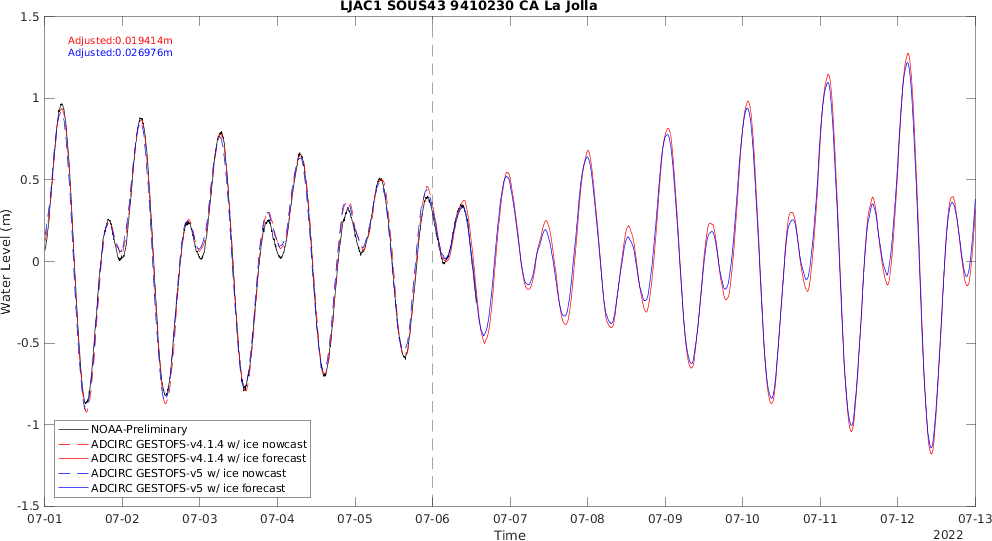 LJAC1 SOUS43 9410230 CA La Jolla
Adjusted:0.019414m
Adjusted:0.026976m
1.5
1
0.5
0
-0.5
-1
-1.5
Water Level (m)
NOAA-Preliminary
ADCIRC GESTOFS-v4.1.4 w/ ice nowcast
ADCIRC GESTOFS-v4.1.4 w/ ice forecast
ADCIRC GESTOFS-v5 w/ ice nowcast
ADCIRC GESTOFS-v5 w/ ice forecast
07-01 07-02 07-03 07-04 07-05 07-06 07-07 07-08 07-09 07-10 07-11 07-12 07-13
Time
2022